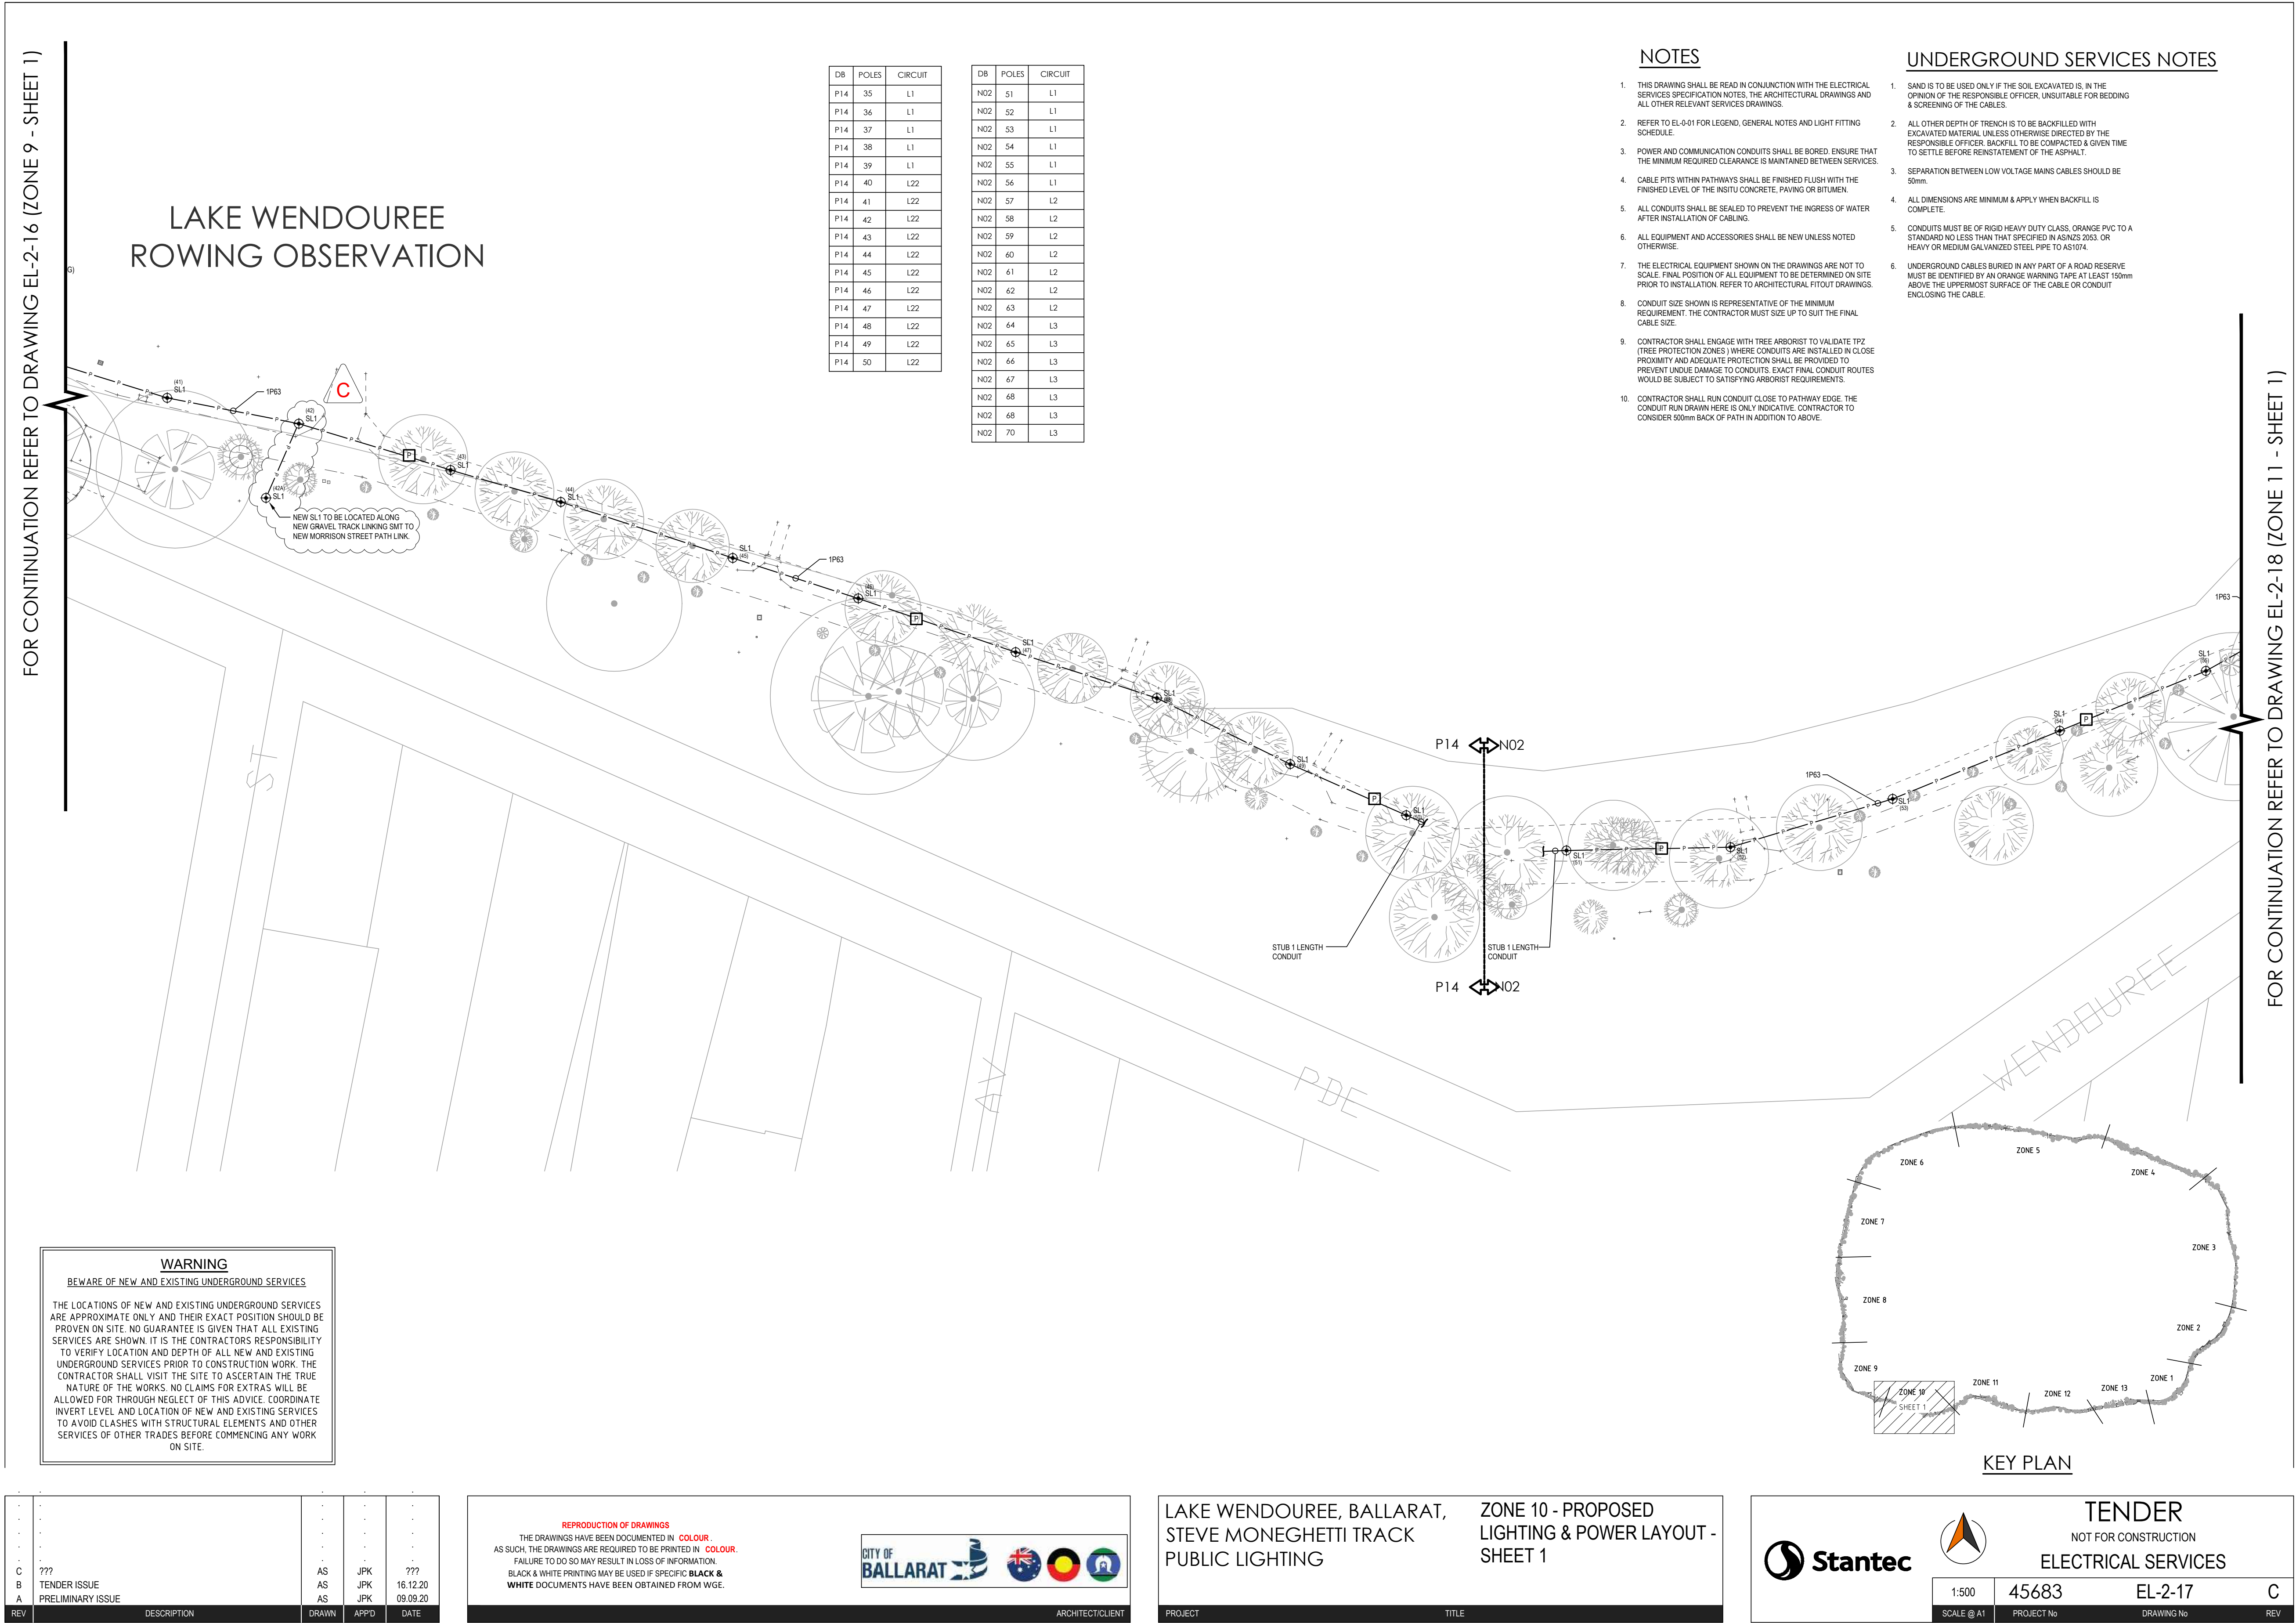 FOR CONTINUATION REFER TO DRAWING EL-2-16 (ZONE 9 - SHEET 1)
LAKE WENDOUREE
ROWING OBSERVATION
G)
DB POLES CIRCUIT
P14 35 L1
P14 36 L1
P14 37 L1
P14 38 L1
P14 39 L1
P14 40 L22
P14 41 L22
P14 42 L22
P14 43 L22
P14 44 L22
P14 45 L22
P14 46 L22
P14 47 L22
P14 48 L22
P14 49 L22
P14 50 L22
DB POLES CIRCUIT
N02 51 L1
N02 52 L1
N02 53 L1
N02 54 L1
N02 55 L1
N02 56 L1
N02 57 L2
N02 58 L2
N02 59 L2
N02 60 L2
N02 61 L2
N02 62 L2
N02 63 L2
N02 64 L3
N02 65 L3
N02 66 L3
N02 67 L3
N02 68 L3
N02 68 L3
N02 70 L3
NOTES
1. THIS DRAWING SHALL BE READ IN CONJUNCTION WITH THE ELECTRICAL
SERVICES SPECIFICATION NOTES, THE ARCHITECTURAL DRAWINGS AND
ALL OTHER RELEVANT SERVICES DRAWINGS.
2. REFER TO EL-0-01 FOR LEGEND, GENERAL NOTES AND LIGHT FITTING
SCHEDULE.
3. POWER AND COMMUNICATION CONDUITS SHALL BE BORED. ENSURE THAT
THE MINIMUM REQUIRED CLEARANCE IS MAINTAINED BETWEEN SERVICES.
4. CABLE PITS WITHIN PATHWAYS SHALL BE FINISHED FLUSH WITH THE
FINISHED LEVEL OF THE INSITU CONCRETE, PAVING OR BITUMEN.
5. ALL CONDUITS SHALL BE SEALED TO PREVENT THE INGRESS OF WATER
AFTER INSTALLATION OF CABLING.
6. ALL EQUIPMENT AND ACCESSORIES SHALL BE NEW UNLESS NOTED
OTHERWISE.
7. THE ELECTRICAL EQUIPMENT SHOWN ON THE DRAWINGS ARE NOT TO
SCALE. FINAL POSITION OF ALL EQUIPMENT TO BE DETERMINED ON SITE
PRIOR TO INSTALLATION. REFER TO ARCHITECTURAL FITOUT DRAWINGS.
8. CONDUIT SIZE SHOWN IS REPRESENTATIVE OF THE MINIMUM
REQUIREMENT. THE CONTRACTOR MUST SIZE UP TO SUIT THE FINAL
CABLE SIZE.
9. CONTRACTOR SHALL ENGAGE WITH TREE ARBORIST TO VALIDATE TPZ
(TREE PROTECTION ZONES ) WHERE CONDUITS ARE INSTALLED IN CLOSE
PROXIMITY AND ADEQUATE PROTECTION SHALL BE PROVIDED TO
PREVENT UNDUE DAMAGE TO CONDUITS. EXACT FINAL CONDUIT ROUTES
WOULD BE SUBJECT TO SATISFYING ARBORIST REQUIREMENTS.
10. CONTRACTOR SHALL RUN CONDUIT CLOSE TO PATHWAY EDGE. THE
CONDUIT RUN DRAWN HERE IS ONLY INDICATIVE. CONTRACTOR TO
CONSIDER 500mm BACK OF PATH IN ADDITION TO ABOVE.
UNDERGROUND SERVICES NOTES
1. SAND IS TO BE USED ONLY IF THE SOIL EXCAVATED IS, IN THE
OPINION OF THE RESPONSIBLE OFFICER, UNSUITABLE FOR BEDDING
& SCREENING OF THE CABLES.
2. ALL OTHER DEPTH OF TRENCH IS TO BE BACKFILLED WITH
EXCAVATED MATERIAL UNLESS OTHERWISE DIRECTED BY THE
RESPONSIBLE OFFICER. BACKFILL TO BE COMPACTED & GIVEN TIME
TO SETTLE BEFORE REINSTATEMENT OF THE ASPHALT.
3. SEPARATION BETWEEN LOW VOLTAGE MAINS CABLES SHOULD BE
50mm.
4. ALL DIMENSIONS ARE MINIMUM & APPLY WHEN BACKFILL IS
COMPLETE.
5. CONDUITS MUST BE OF RIGID HEAVY DUTY CLASS, ORANGE PVC TO A
STANDARD NO LESS THAN THAT SPECIFIED IN AS/NZS 2053. OR
HEAVY OR MEDIUM GALVANIZED STEEL PIPE TO AS1074.
6. UNDERGROUND CABLES BURIED IN ANY PART OF A ROAD RESERVE
MUST BE IDENTIFIED BY AN ORANGE WARNING TAPE AT LEAST 150mm
ABOVE THE UPPERMOST SURFACE OF THE CABLE OR CONDUIT
ENCLOSING THE CABLE.
FOR CONTINUATION REFER TO DRAWING EL-2-18 (ZONE 11 - SHEET 1)
(41)
SL1
1P63
(42)
SL1
C
(42A)
SL1
NEW SL1 TO BE LOCATED ALONG
NEW GRAVEL TRACK LINKING SMT TO
NEW MORRISON STREET PATH LINK.
P
(43)
SL1
(44)
SL1
SL1
(45)
1P63
(46)
SL1
P
SL1
(47)
SL1
SL1
(49)
P
SL1
P14 N02
STUB 1 LENGTH
CONDUIT
STUB 1 LENGTH
CONDUIT
P14 N02
SL1
(51)
P
SL1
(52)
1P63
SL1
(53)
SL1
(54)
P
SL1
1P63
ST
PDE
WENDOUREE
ZONE 5
ZONE 6
ZONE 4
ZONE 7
ZONE 3
ZONE 8
ZONE 2
ZONE 9
ZONE 1
ZONE 10
SHEET 1
ZONE 11
ZONE 12
ZONE 13
KEY PLAN
WARNING
BEWARE OF NEW AND EXISTING UNDERGROUND SERVICES
THE LOCATIONS OF NEW AND EXISTING UNDERGROUND SERVICES
ARE APPROXIMATE ONLY AND THEIR EXACT POSITION SHOULD BE
PROVEN ON SITE. NO GUARANTEE IS GIVEN THAT ALL EXISTING
SERVICES ARE SHOWN. IT IS THE CONTRACTORS RESPONSIBILITY
TO VERIFY LOCATION AND DEPTH OF ALL NEW AND EXISTING
UNDERGROUND SERVICES PRIOR TO CONSTRUCTION WORK. THE
CONTRACTOR SHALL VISIT THE SITE TO ASCERTAIN THE TRUE
NATURE OF THE WORKS. NO CLAIMS FOR EXTRAS WILL BE
ALLOWED FOR THROUGH NEGLECT OF THIS ADVICE. COORDINATE
INVERT LEVEL AND LOCATION OF NEW AND EXISTING SERVICES
TO AVOID CLASHES WITH STRUCTURAL ELEMENTS AND OTHER
SERVICES OF OTHER TRADES BEFORE COMMENCING ANY WORK
ON SITE.
C ??? AS JPK ???
B TENDER ISSUE AS JPK 16.12.20
A PRELIMINARY ISSUE AS JPK 09.09.20
REV DESCRIPTION DRAWN APP'D DATE
REPRODUCTION OF DRAWINGS
THE DRAWINGS HAVE BEEN DOCUMENTED IN COLOUR .
AS SUCH, THE DRAWINGS ARE REQUIRED TO BE PRINTED IN COLOUR.
FAILURE TO DO SO MAY RESULT IN LOSS OF INFORMATION.
BLACK & WHITE PRINTING MAY BE USED IF SPECIFIC BLACK &
WHITE DOCUMENTS HAVE BEEN OBTAINED FROM WGE.
CITY OF
BALLARAT
ARCHITECT/CLIENT
LAKE WENDOUREE, BALLARAT,
STEVE MONEGHETTI TRACK
PUBLIC LIGHTING
PROJECT
ZONE 10 - PROPOSED
LIGHTING & POWER LAYOUT -
SHEET 1
TITLE
Stantec
TENDER
NOT FOR CONSTRUCTION
ELECTRICAL SERVICES
1:500 45683 EL-2-17 C
SCALE @ A1 PROJECT No DRAWING No REV